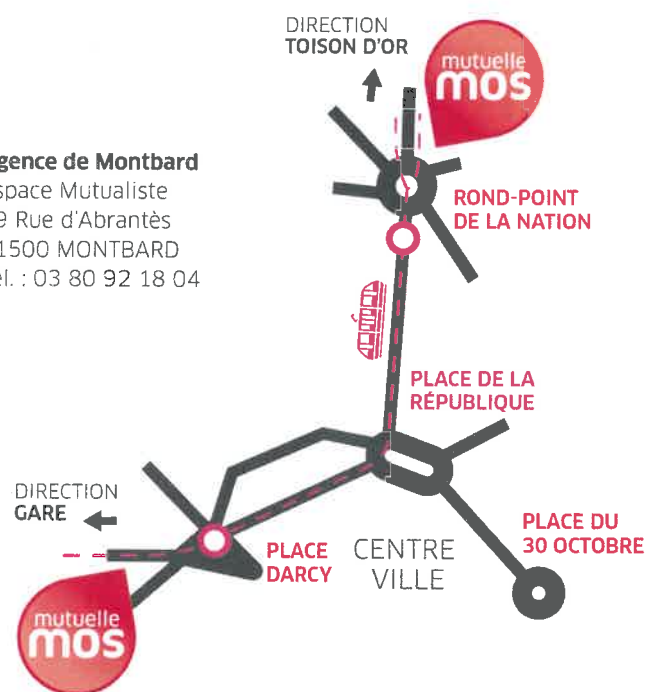 DIRECTION
TOISON D'OR
mutuelle
mos
gence de Montbard
space Mutualiste
9 Rue d'Abrantès
1500 MONTBARD
él. : 03 80 92 18 04
ROND-POINT
DE LA NATION
PLACE DE LA
RÉPUBLIQUE
DIRECTION
GARE
PLACE
DARCY
CENTRE
VILLE
PLACE DU
30 OCTOBRE
mutuelle
mos